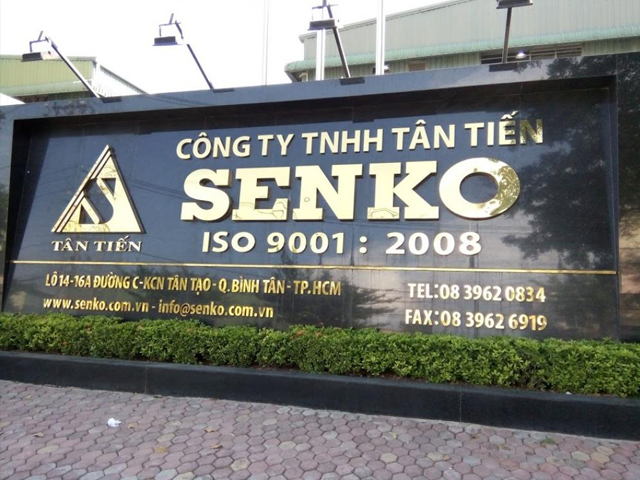 CÔNG TY TNHH TÂN TIẾN
SENKO
TÂN TIẾN
ISO 9001 : 2008
LÔ 14-16A ĐƯỜNG C-KCN TÂN TẠO - Q.BÌNH TÂN - TP.HCM
www.senko.com.vn - info@senko.com.vn
TEL:08 3962 0834
FAX:08 3962 6919